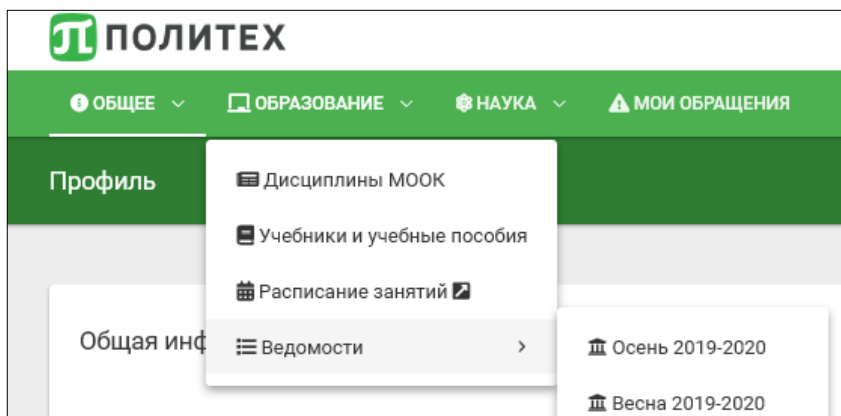 ПОЛИТЕХ
ОБЩЕЕ ОБРАЗОВАНИЕ НАУКА МОИ ОБРАЩЕНИЯ
Профиль
Дисциплины МООК
Учебники и учебные пособия
Расписание занятий
Общая инф
Ведомости
Осень 2019-2020
Весна 2019-2020